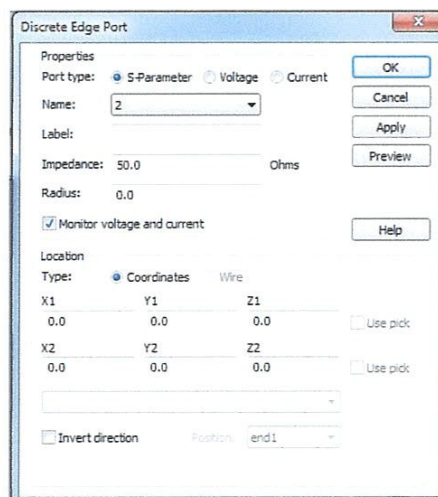 Discrete Edge Port
Properties
Port type: S-Parameter Voltage Current
OK
Name: 2
Cancel
Label:
Apply
Impedance: 50.0 Ohms
Preview
Radius: 0.0
Monitor voltage and current
Help
Location
Type: Coordinates Wire
X1 Y1 Z1
0.0 0.0 0.0 Use pick
X2 Y2 Z2
0.0 0.0 0.0 Use pick
Invert direction Position: end1